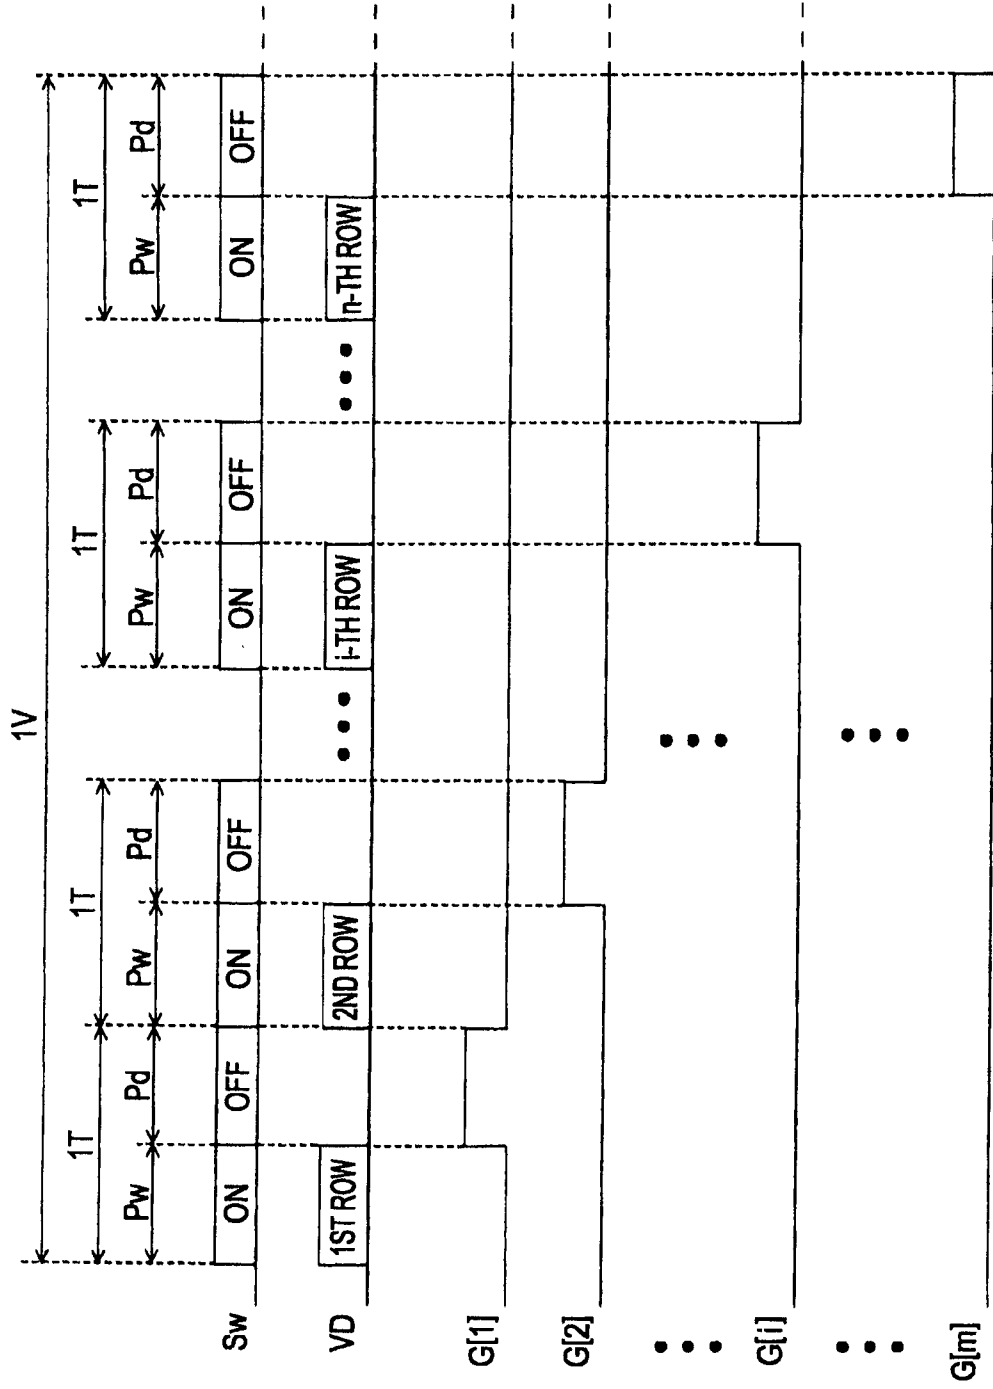 1V
1T 1T 1T 1T
Pw Pd Pw Pd Pw Pd Pw Pd
Sw ON OFF ON OFF ON OFF ON OFF
VD 1ST ROW 2ND ROW i-TH ROW n-TH ROW
G[1]
G[2]
G[i]
G[m]